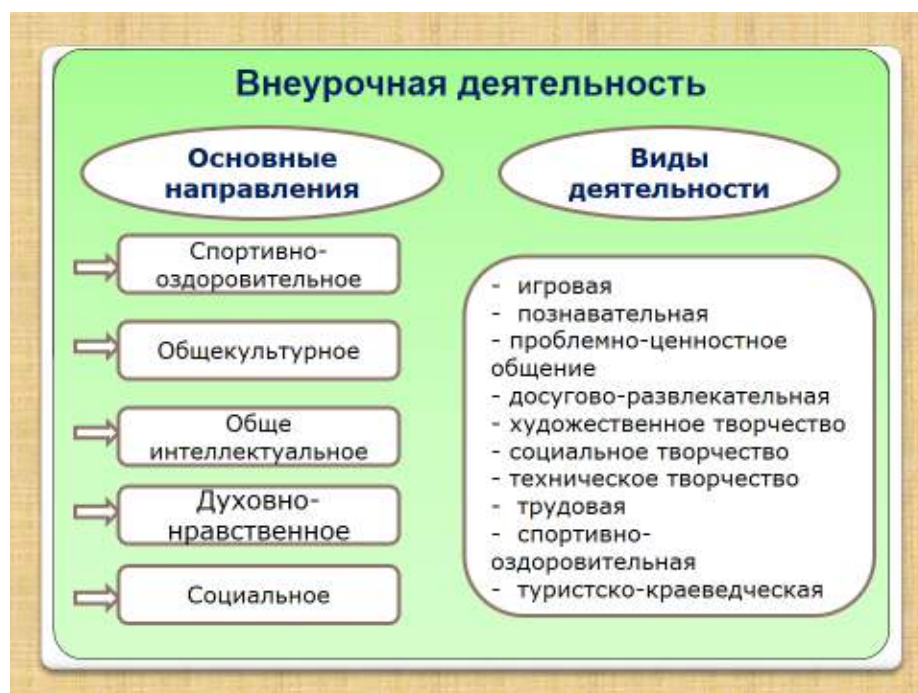 Внеурочная деятельность
Основные
направления
Спортивно-
оздоровительное
Общекультурное
Обще
интеллектуальное
Духовно-
нравственное
Социальное
Виды
деятельности
- игровая
- познавательная
- проблемно-ценностное
общение
- досугово-развлекательная
- художественное творчество
- социальное творчество
- техническое творчество
- трудовая
- спортивно-
оздоровительная
- туристско-краеведческая